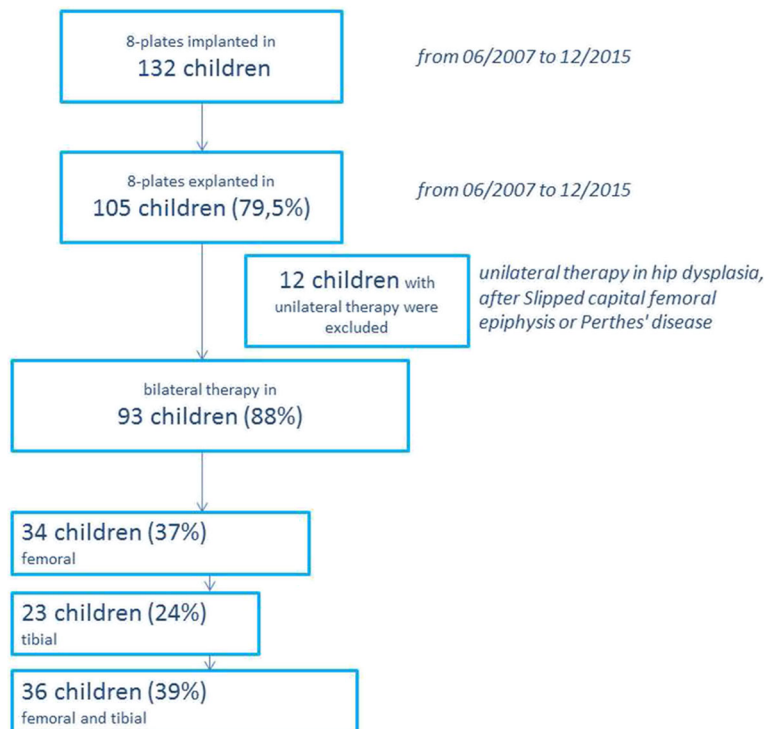 8-plates implanted in
132 children
from 06/2007 to 12/2015
8-plates explanted in
105 children (79,5%)
from 06/2007 to 12/2015
12 children with
unilateral therapy were
excluded
unilateral therapy in hip dysplasia,
after Slipped capital femoral
epiphysis or Perthes' disease
bilateral therapy in
93 children (88%)
34 children (37%)
femoral
23 children (24%)
tibial
36 children (39%)
femoral and tibial